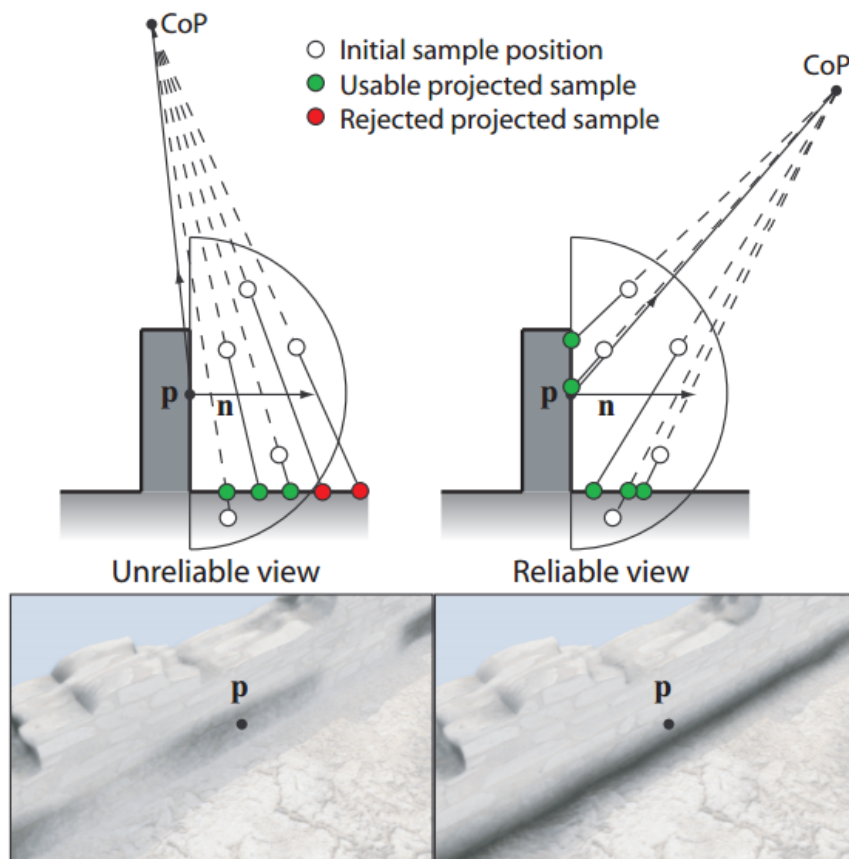 CoP
Initial sample position
Usable projected sample
Rejected projected sample
CoP
p
n
p
n
Unreliable view
Reliable view
p
p